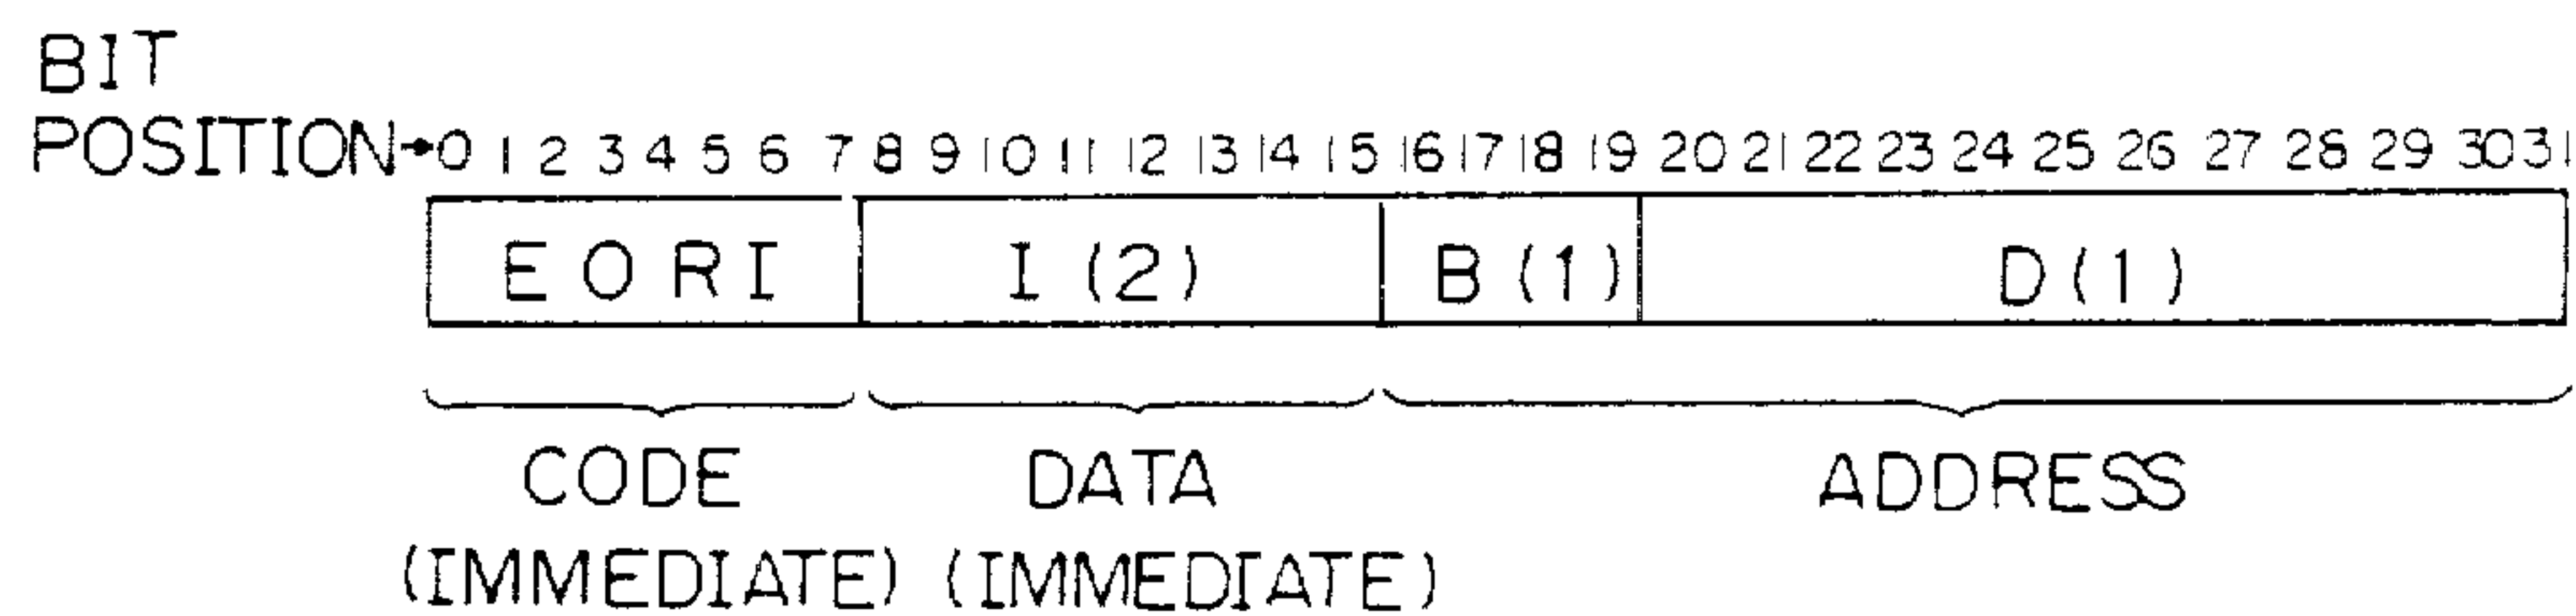 BIT
POSITION→0 1 2 3 4 5 6 7 8 9 10 11 12 13 14 15 16 17 18 19 20 21 22 23 24 25 26 27 28 29 30 31
EORI I(2) B(1) D(1)
CODE DATA ADDRESS
(IMMEDIATE) (IMMEDIATE)